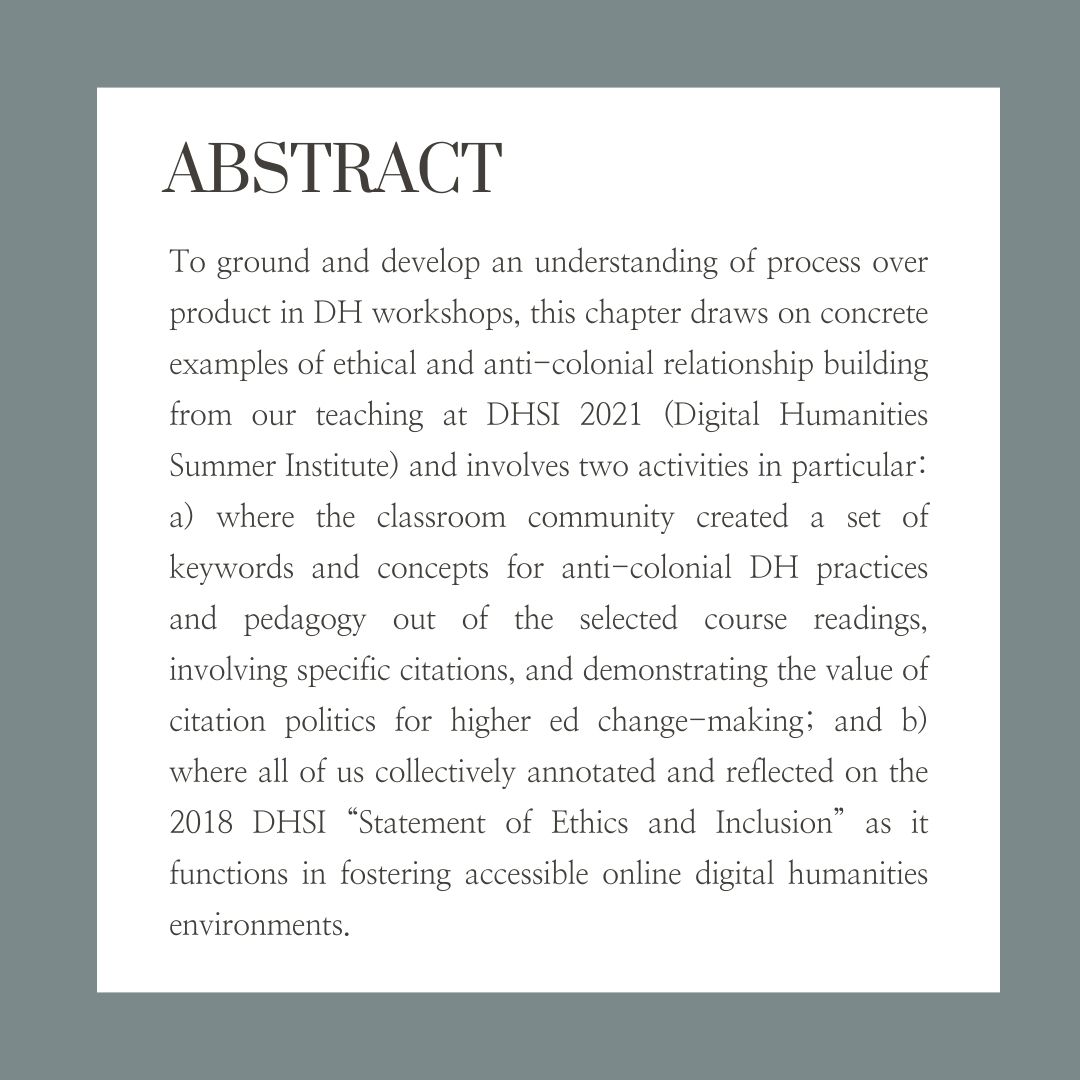 ABSTRACT
To ground and develop an understanding of process over
product in DH workshops, this chapter draws on concrete
examples of ethical and anti-colonial relationship building
from our teaching at DHSI 2021 (Digital Humanities
Summer Institute) and involves two activities in particular:
a) where the classroom community created a set of
keywords and concepts for anti-colonial DH practices
and pedagogy out of the selected course readings,
involving specific citations, and demonstrating the value of
citation politics for higher ed change-making; and b)
where all of us collectively annotated and reflected on the
2018 DHSI “Statement of Ethics and Inclusion” as it
functions in fostering accessible online digital humanities
environments.